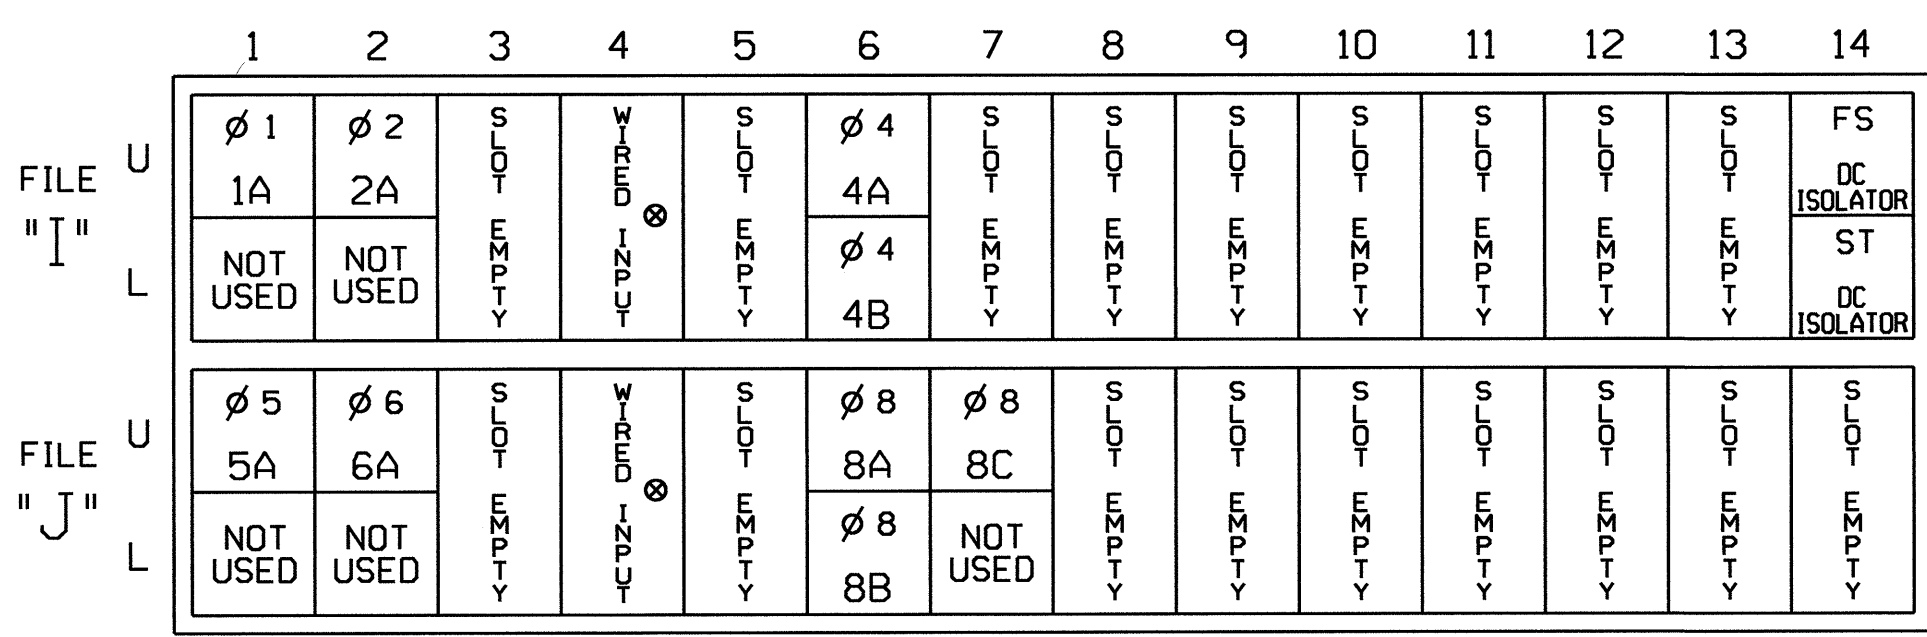 1 2 3 4 5 6 7 8 9 10 11 12 13 14
FILE
"I"
U
L
Ø 1
1A
NOT
USED
Ø 2
2A
NOT
USED
SLOT EMPTY
WIRED INPUT
SLOT EMPTY
Ø 4
4A
Ø 4
4B
SLOT EMPTY
SLOT EMPTY
SLOT EMPTY
SLOT EMPTY
SLOT EMPTY
SLOT EMPTY
SLOT EMPTY
FS
DC
ISOLATOR
ST
DC
ISOLATOR
FILE
"J"
U
L
Ø 5
5A
NOT
USED
Ø 6
6A
NOT
USED
SLOT EMPTY
WIRED INPUT
SLOT EMPTY
Ø 8
8A
Ø 8
8B
Ø 8
8C
NOT
USED
SLOT EMPTY
SLOT EMPTY
SLOT EMPTY
SLOT EMPTY
SLOT EMPTY
SLOT EMPTY
SLOT EMPTY